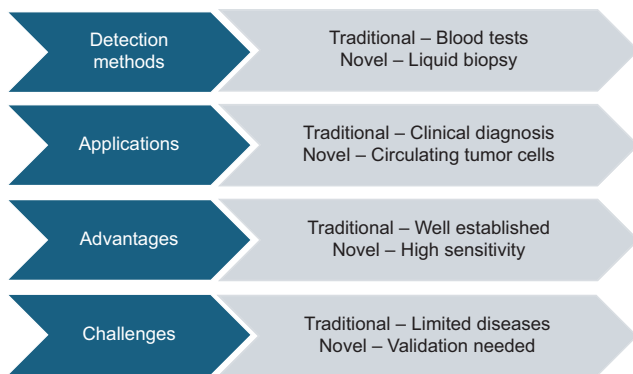 Detection
methods
Traditional – Blood tests
Novel – Liquid biopsy
Applications
Traditional – Clinical diagnosis
Novel – Circulating tumor cells
Advantages
Traditional – Well established
Novel – High sensitivity
Challenges
Traditional – Limited diseases
Novel – Validation needed